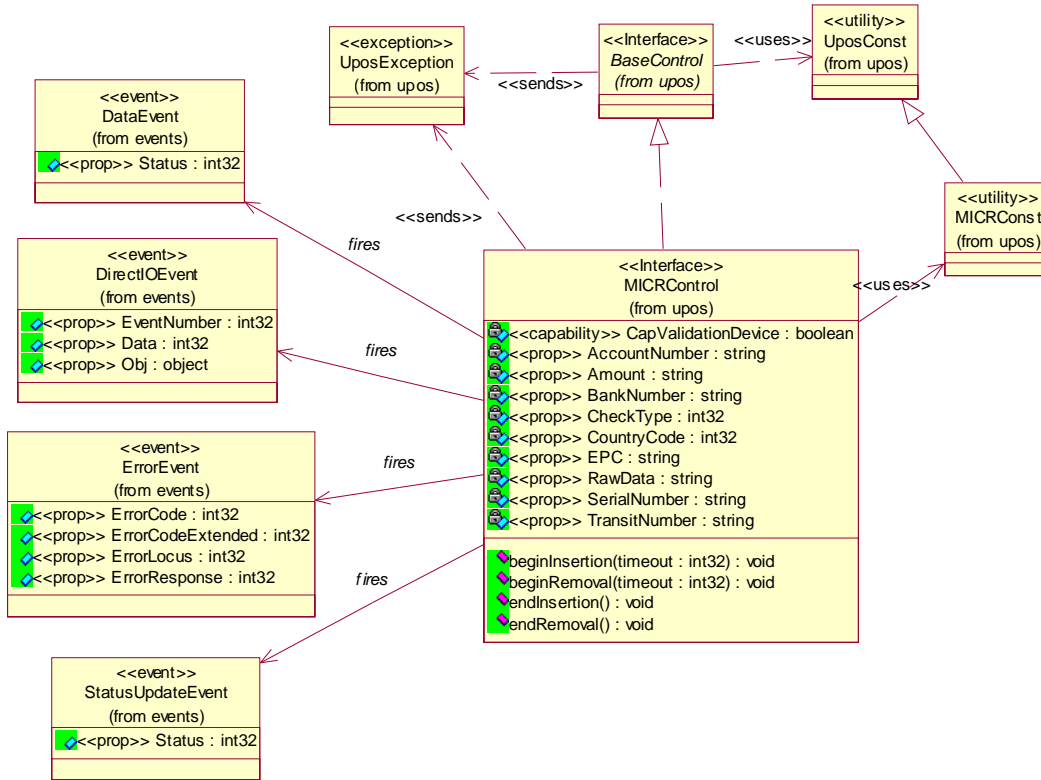 <<exception>>
UposException
(from upos)
<<Interface>>
BaseControl
(from upos)
<<uses>>
<<utility>>
UposConst
(from upos)
<<sends>>
<<event>>
DataEvent
(from events)
<<prop>> Status : int32
<<utility>>
MICRConst
(from upos)
<<sends>>
fires
<<event>>
DirectIOEvent
(from events)
<<prop>> EventNumber : int32
<<prop>> Data : int32
<<prop>> Obj : object
fires
<<Interface>>
MICRControl
(from upos)
<<capability>> CapValidationDevice : boolean
<<prop>> AccountNumber : string
<<prop>> Amount : string
<<prop>> BankNumber : string
<<prop>> CheckType : int32
<<prop>> CountryCode : int32
<<prop>> EPC : string
<<prop>> RawData : string
<<prop>> SerialNumber : string
<<prop>> TransitNumber : string
beginInsertion(timeout : int32) : void
beginRemoval(timeout : int32) : void
endInsertion() : void
endRemoval() : void
<<uses>>
<<event>>
ErrorEvent
(from events)
<<prop>> ErrorCode : int32
<<prop>> ErrorCodeExtended : int32
<<prop>> ErrorLocus : int32
<<prop>> ErrorResponse : int32
fires
fires
<<event>>
StatusUpdateEvent
(from events)
<<prop>> Status : int32